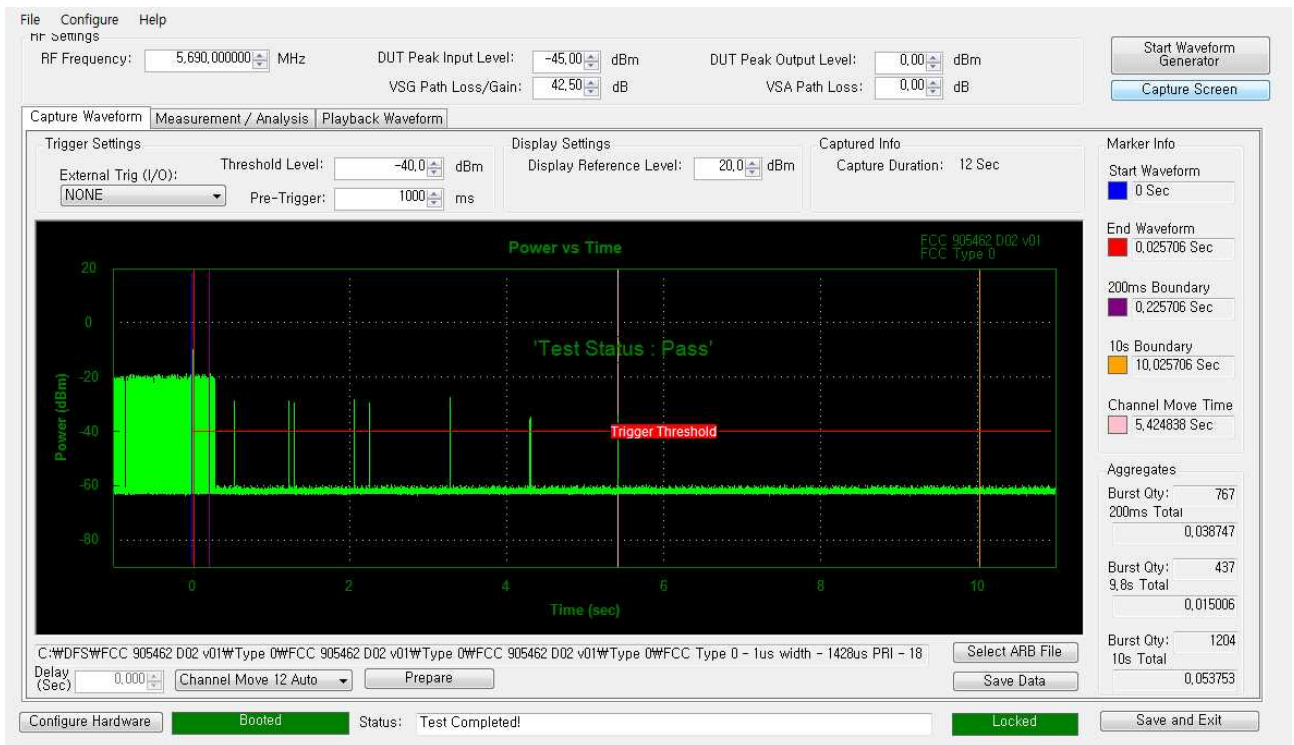 File Configure Help
RF Settings
RF Frequency: 5,690,000000 MHz DUT Peak Input Level: -45,00 dBm DUT Peak Output Level: 0,00 dBm
VSG Path Loss/Gain: 42,50 dB VSA Path Loss: 0,00 dB
Start Waveform
Generator
Capture Screen
Capture Waveform Measurement / Analysis Playback Waveform
Trigger Settings
External Trig (I/O):
NONE
Threshold Level: -40,0 dBm
Pre-Trigger: 1000 ms
Display Settings
Display Reference Level: 20,0 dBm
Captured Info
Capture Duration: 12 Sec
Marker Info
Start Waveform
0 Sec
End Waveform
0,025706 Sec
200ms Boundary
0,225706 Sec
10s Boundary
10,025706 Sec
Channel Move Time
5,424838 Sec
Aggregates
Burst Qty: 767
200ms Total
0,038747
Burst Qty: 437
9,8s Total
0,015006
Burst Qty: 1204
10s Total
0,053753
Power vs Time
FCC 905462 D02 v01
FCC Type 0
'Test Status : Pass'
Trigger Threshold
Power (dBm)
20
0
-20
-40
-60
-80
0 2 4 6 8 10
Time (sec)
C:₩DFS₩FCC 905462 D02 v01₩Type 0₩FCC 905462 D02 v01₩Type 0₩FCC 905462 D02 v01₩Type 0₩FCC Type 0 - 1us width - 1428us PRI - 18
Select ARB File
Delay
(Sec) 0,000 Channel Move 12 Auto Prepare
Save Data
Configure Hardware Booted Status: Test Completed! Locked Save and Exit